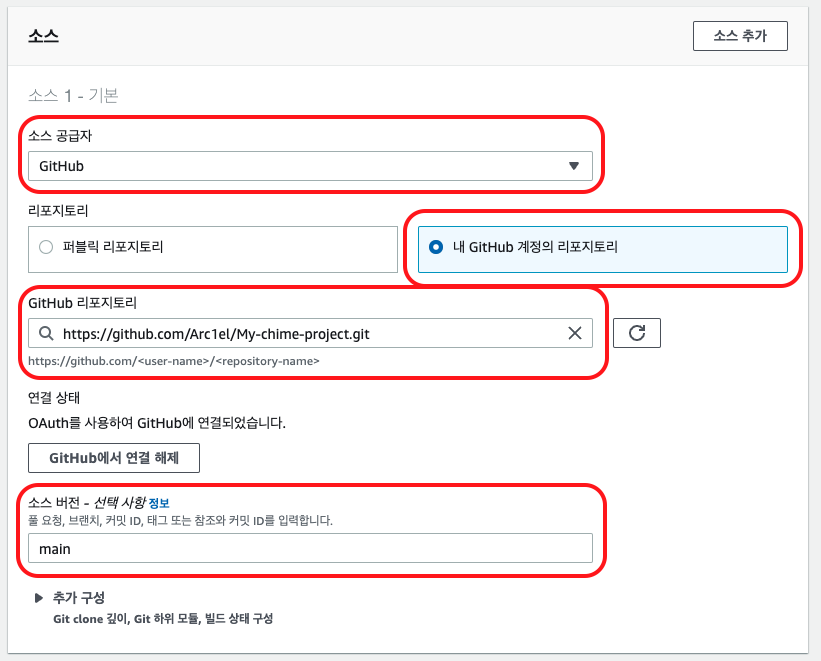 소스
소스 추가
소스 1 - 기본
소스 공급자
GitHub
리포지토리
퍼블릭 리포지토리
내 GitHub 계정의 리포지토리
GitHub 리포지토리
https://github.com/Arc1el/My-chime-project.git
https://github.com/<user-name>/<repository-name>
연결 상태
OAuth를 사용하여 GitHub에 연결되었습니다.
GitHub에서 연결 해제
소스 버전 - 선택 사항 정보
풀 요청, 브랜치, 커밋 ID, 태그 또는 참조와 커밋 ID를 입력합니다.
main
추가 구성
Git clone 깊이, Git 하위 모듈, 빌드 상태 구성